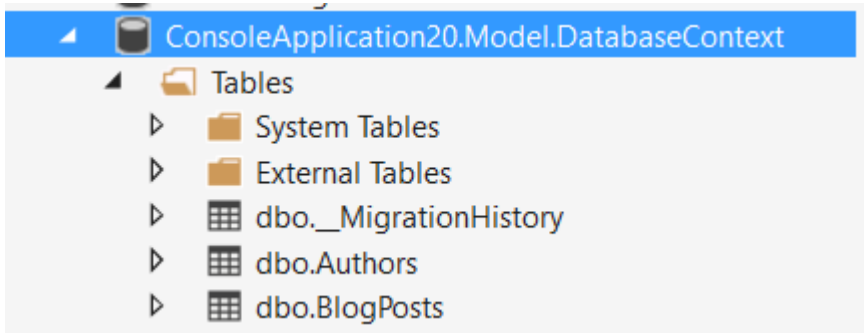 ConsoleApplication20.Model.DatabaseContext
Tables
System Tables
External Tables
dbo.__MigrationHistory
dbo.Authors
dbo.BlogPosts